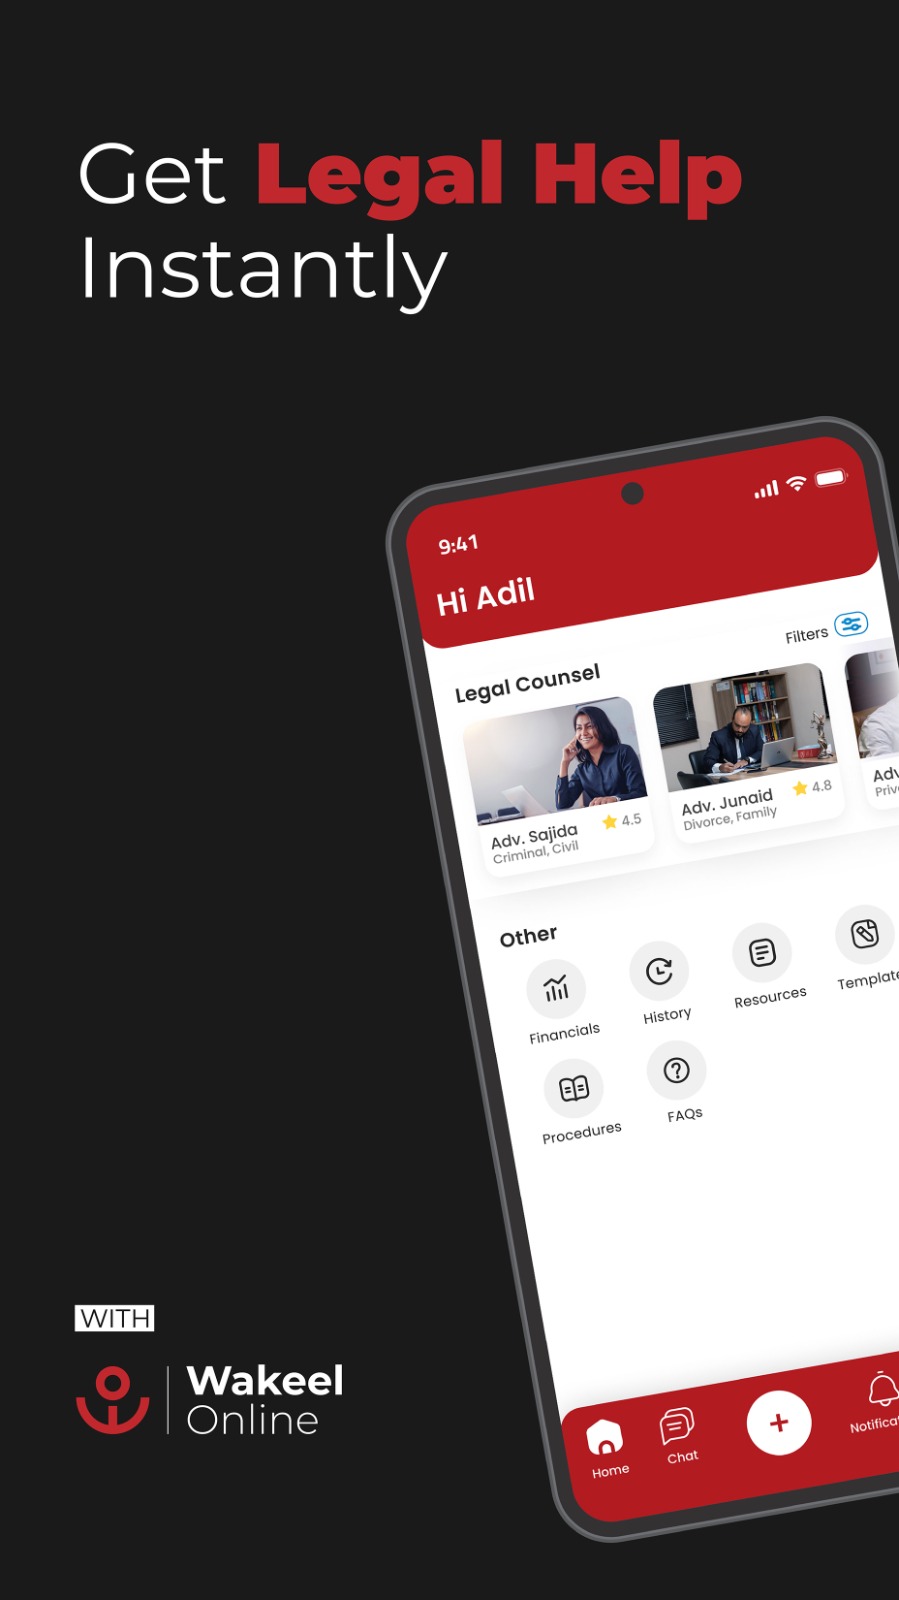 Get Legal Help
Instantly
9:41
Hi Adil
Filters
Legal Counsel
Adv. Sajida
4.5
Criminal, Civil
Adv. Junaid
4.8
Divorce, Family
Adv
Priv
Other
Financials
History
Resources
Template
Procedures
FAQs
WITH
Wakeel
Online
Home
Chat
Notifica